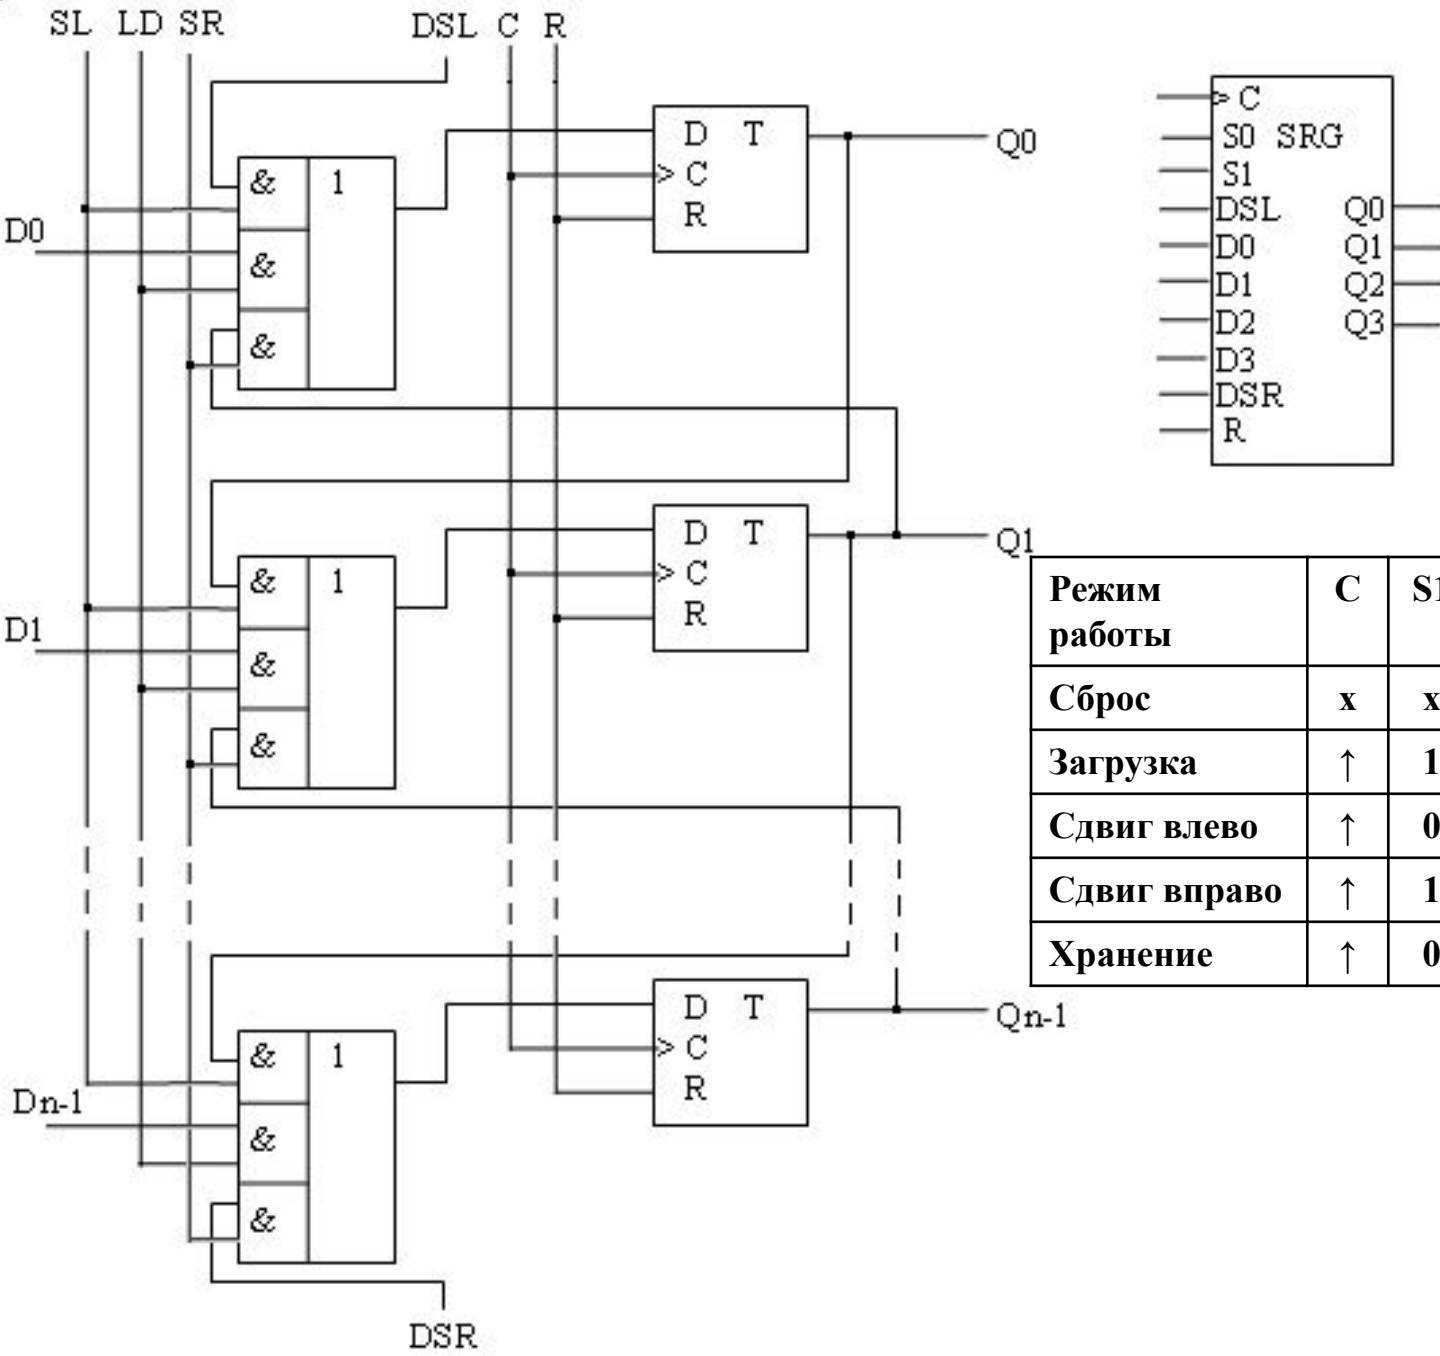 SL LD SR DSL C R
D T
C
R
Q0
& 1
&
&
D0
D T
C
R
Q1
& 1
&
&
D1
D T
C
R
Qn-1
& 1
&
&
Dn-1
DSR
C
S0 SRG
S1
DSL Q0
D0 Q1
D1 Q2
D2 Q3
D3
DSR
R
Режим работы C S1
Сброс x x
Загрузка ↑ 1
Сдвиг влево ↑ 0
Сдвиг вправо ↑ 1
Хранение ↑ 0